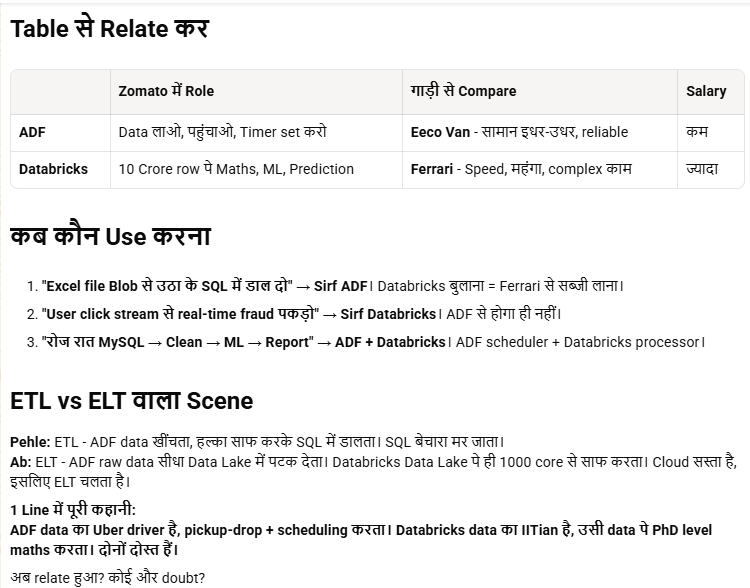 Table से Relate कर
Zomato में Role गाड़ी से Compare Salary
ADF Data लाओ, पहुंचाओ, Timer set करो Eeco Van - सामान इधर-उधर, reliable कम
Databricks 10 Crore row पे Maths, ML, Prediction Ferrari - Speed, महंगा, complex काम ज्यादा
कब कौन Use करना
1. "Excel file Blob से उठा के SQL में डाल दो" → Sirf ADF। Databricks बुलाना = Ferrari से सब्जी लाना।
2. "User click stream से real-time fraud पकड़ो" → Sirf Databricks। ADF से होगा ही नहीं।
3. "रोज रात MySQL → Clean → ML → Report" → ADF + Databricks। ADF scheduler + Databricks processor।
ETL vs ELT वाला Scene
Pehle: ETL - ADF data खींचता, हल्का साफ करके SQL में डालता। SQL बेचारा मर जाता।
Ab: ELT - ADF raw data सीधा Data Lake में पटक देता। Databricks Data Lake पे ही 1000 core से साफ करता। Cloud सस्ता है,
इसलिए ELT चलता है।
1 Line में पूरी कहानी:
ADF data का Uber driver है, pickup-drop + scheduling करता। Databricks data का IITian है, उसी data पे PhD level
maths करता। दोनों दोस्त हैं।
अब relate हुआ? कोई और doubt?